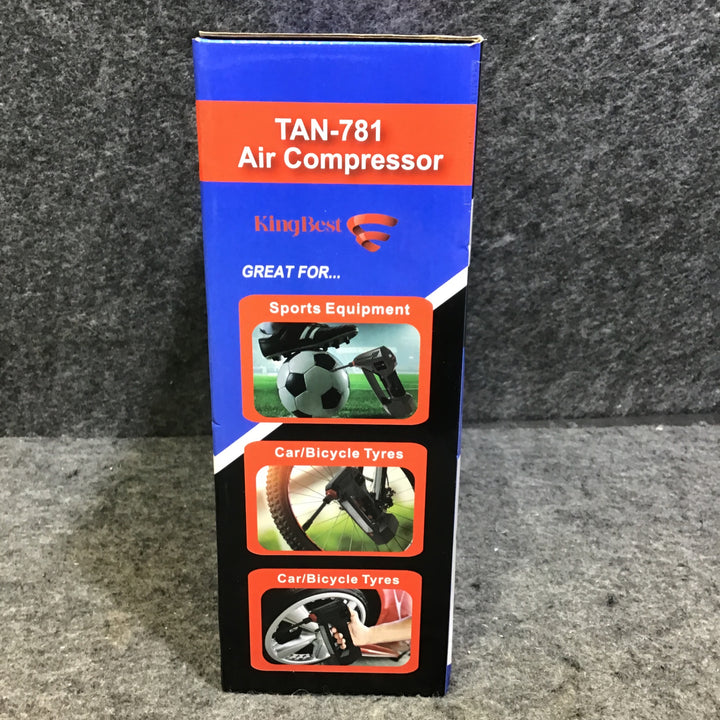 TAN-781
Air Compressor
KingBest
GREAT FOR...
Sports Equipment
Car/Bicycle Tyres
Car/Bicycle Tyres